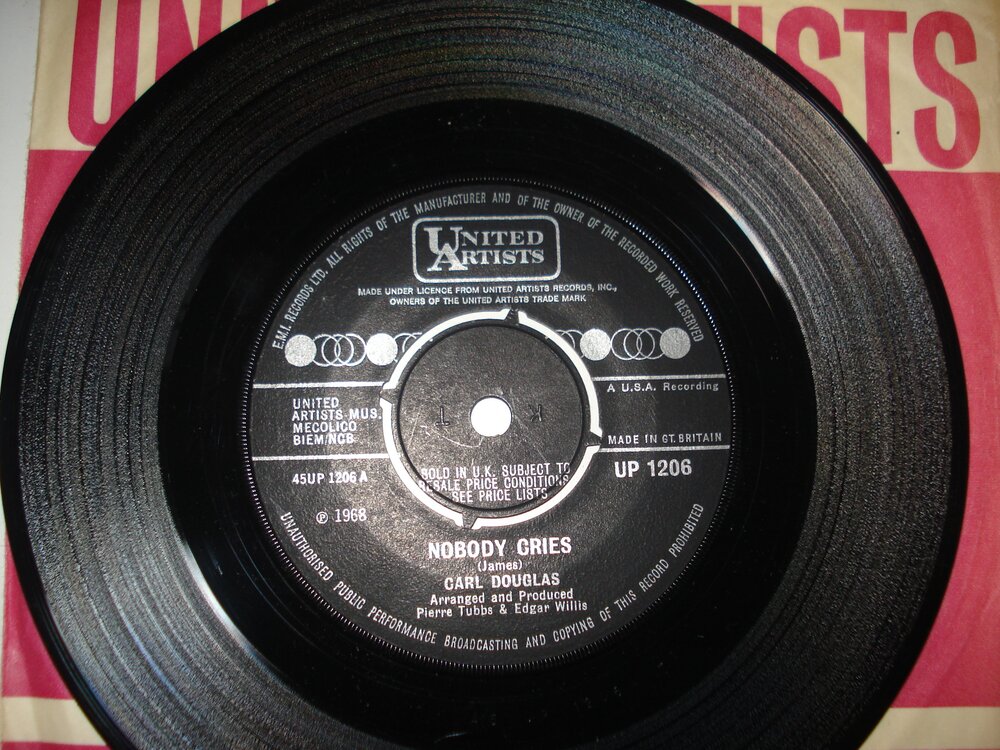 UN ISTS
E.M.I. RECORDS LTD. ALL RIGHTS OF THE MANUFACTURER AND OF THE OWNER OF THE RECORDED WORK RESERVED
UNITED
ARTISTS
MADE UNDER LICENCE FROM UNITED ARTISTS RECORDS, INC.,
OWNERS OF THE UNITED ARTISTS TRADE MARK
A U.S.A. Recording
UNITED
ARTISTS MUS.
MECOLICO
BIEM/NCB
K T
MADE IN GT. BRITAIN
45UP 1206 A
SOLD IN U.K. SUBJECT TO
RESALE PRICE CONDITIONS
SEE PRICE LISTS
UP 1206
℗ 1968
NOBODY CRIES
(James)
CARL DOUGLAS
Arranged and Produced
Pierre Tubbs & Edgar Willis
UNAUTHORISED PUBLIC PERFORMANCE BROADCASTING AND COPYING OF THIS RECORD PROHIBITED